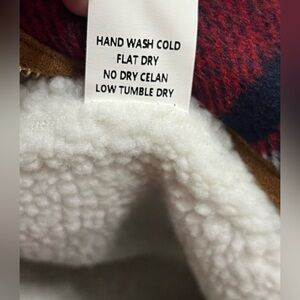 HAND WASH COLD
FLAT DRY
NO DRY CELAN
LOW TUMBLE DRY